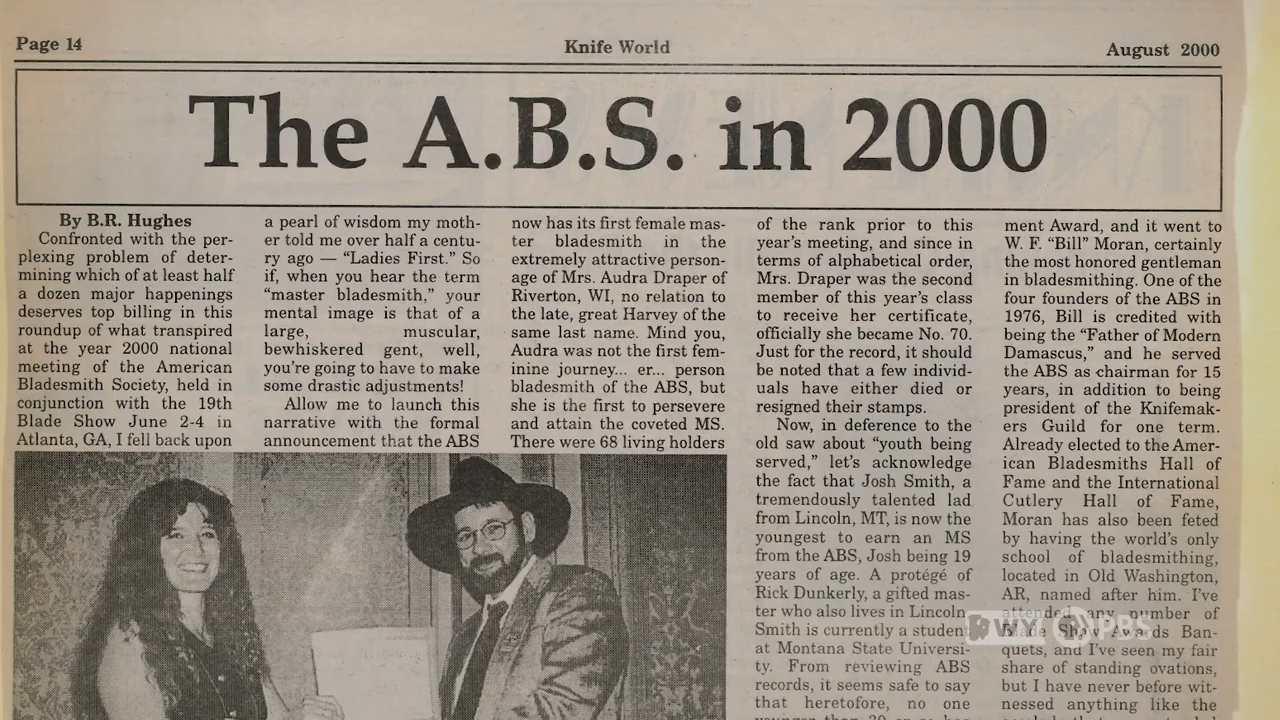 Page 14
Knife World
August 2000
The A.B.S. in 2000
By B.R. Hughes
Confronted with the per-
plexing problem of deter-
mining which of at least half
a dozen major happenings
deserves top billing in this
roundup of what transpired
at the year 2000 national
meeting of the American
Bladesmith Society, held in
conjunction with the 19th
Blade Show June 2-4 in
Atlanta, GA, I fell back upon
a pearl of wisdom my moth-
er told me over half a centu-
ry ago — “Ladies First.” So
if, when you hear the term
“master bladesmith,” your
mental image is that of a
large, muscular,
bewhiskered gent, well,
you’re going to have to make
some drastic adjustments!
Allow me to launch this
narrative with the formal
announcement that the ABS
now has its first female mas-
ter bladesmith in the
extremely attractive person-
age of Mrs. Audra Draper of
Riverton, WI, no relation to
the late, great Harvey of the
same last name. Mind you,
Audra was not the first fem-
inine journey... er... person
bladesmith of the ABS, but
she is the first to persevere
and attain the coveted MS.
There were 68 living holders
of the rank prior to this
year’s meeting, and since in
terms of alphabetical order,
Mrs. Draper was the second
member of this year’s class
to receive her certificate,
officially she became No. 70.
Just for the record, it should
be noted that a few individ-
uals have either died or
resigned their stamps.
Now, in deference to the
old saw about “youth being
served,” let’s acknowledge
the fact that Josh Smith, a
tremendously talented lad
from Lincoln, MT, is now the
youngest to earn an MS
from the ABS, Josh being 19
years of age. A protégé of
Rick Dunkerly, a gifted mas-
ter who also lives in Lincoln
Smith is currently a student
at Montana State Universi-
ty. From reviewing ABS
records, it seems safe to say
that heretofore, no one
younger than 30 or so has
ment Award, and it went to
W. F. “Bill” Moran, certainly
the most honored gentleman
in bladesmithing. One of the
four founders of the ABS in
1976, Bill is credited with
being the “Father of Modern
Damascus,” and he served
the ABS as chairman for 15
years, in addition to being
president of the Knifemak-
ers Guild for one term.
Already elected to the Amer-
ican Bladesmiths Hall of
Fame and the International
Cutlery Hall of Fame,
Moran has also been feted
by having the world’s only
school of bladesmithing,
located in Old Washington,
AR, named after him. I’ve
attended any number of
Blade Show Awards Ban-
quets, and I’ve seen my fair
share of standing ovations,
but I have never before wit-
nessed anything like the
WY PBS